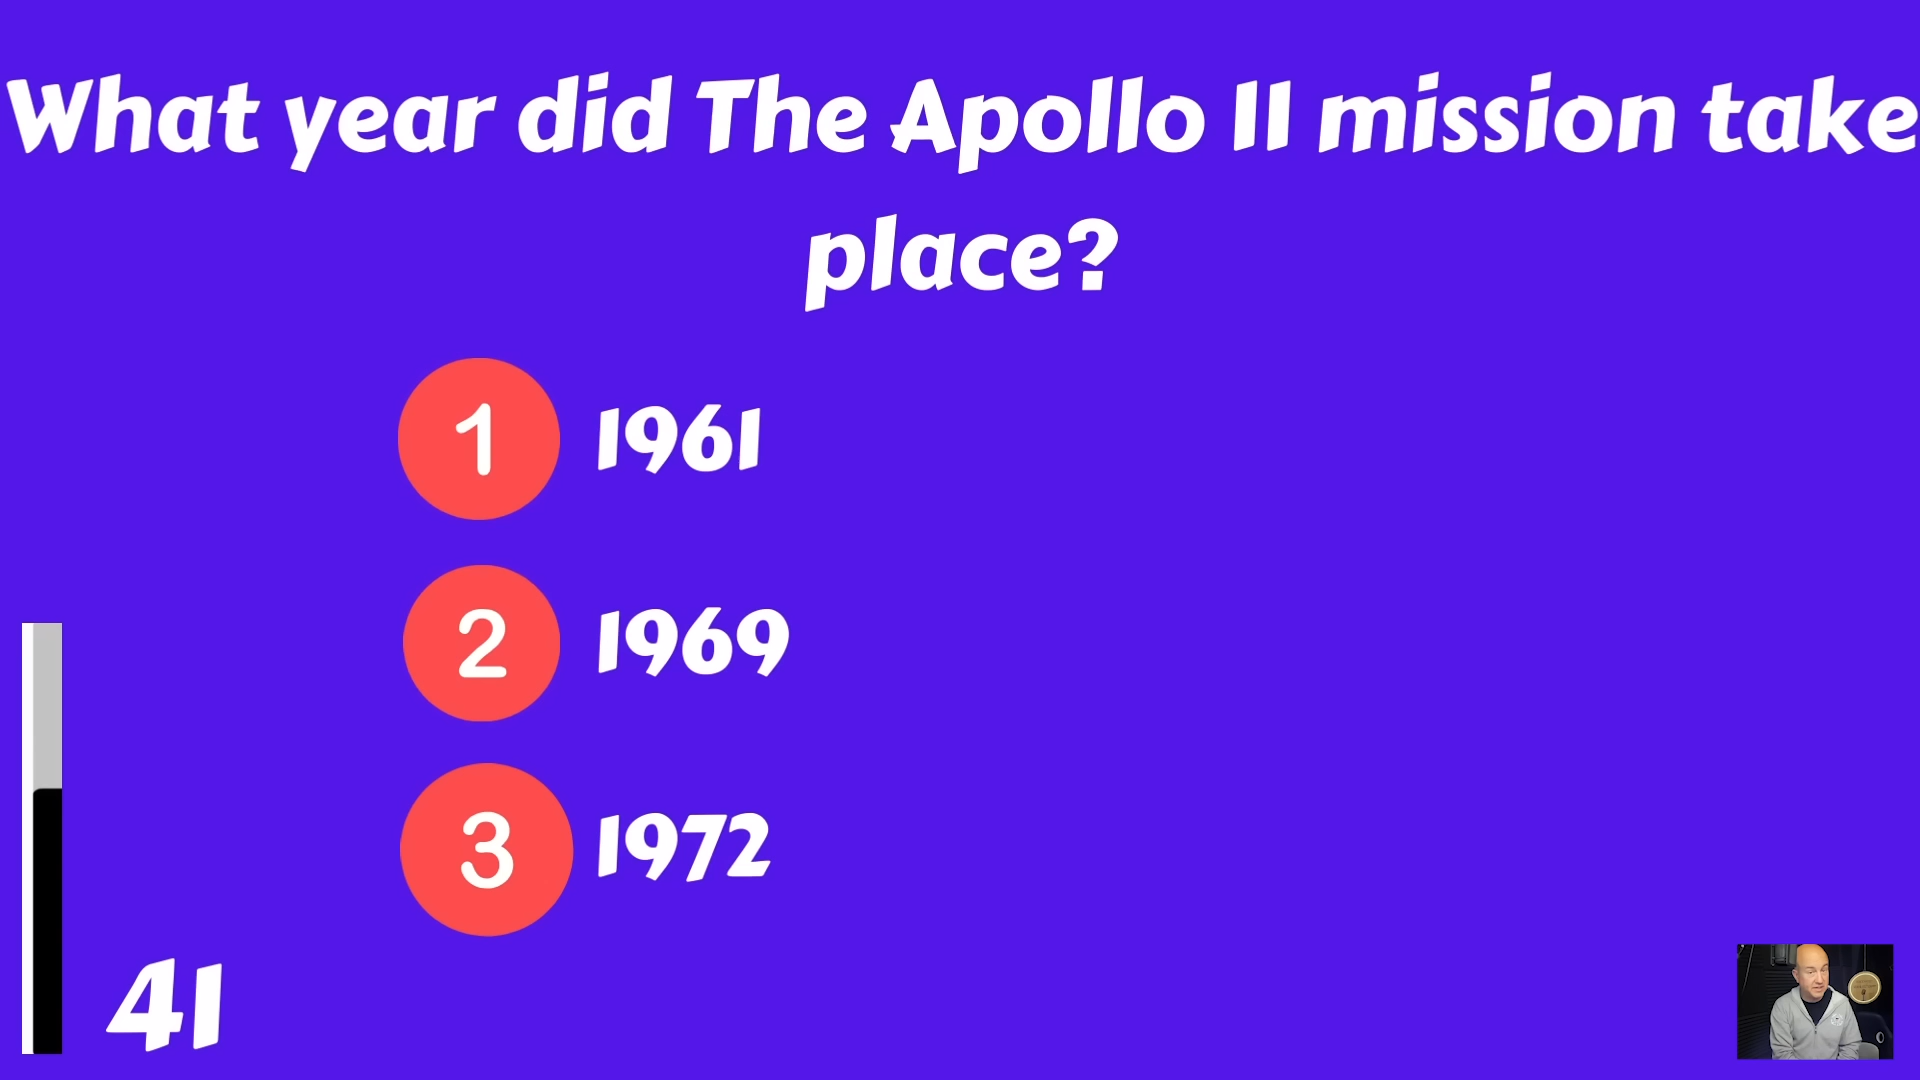 What year did The Apollo 11 mission take
place?
1 1961
2 1969
3 1972
41